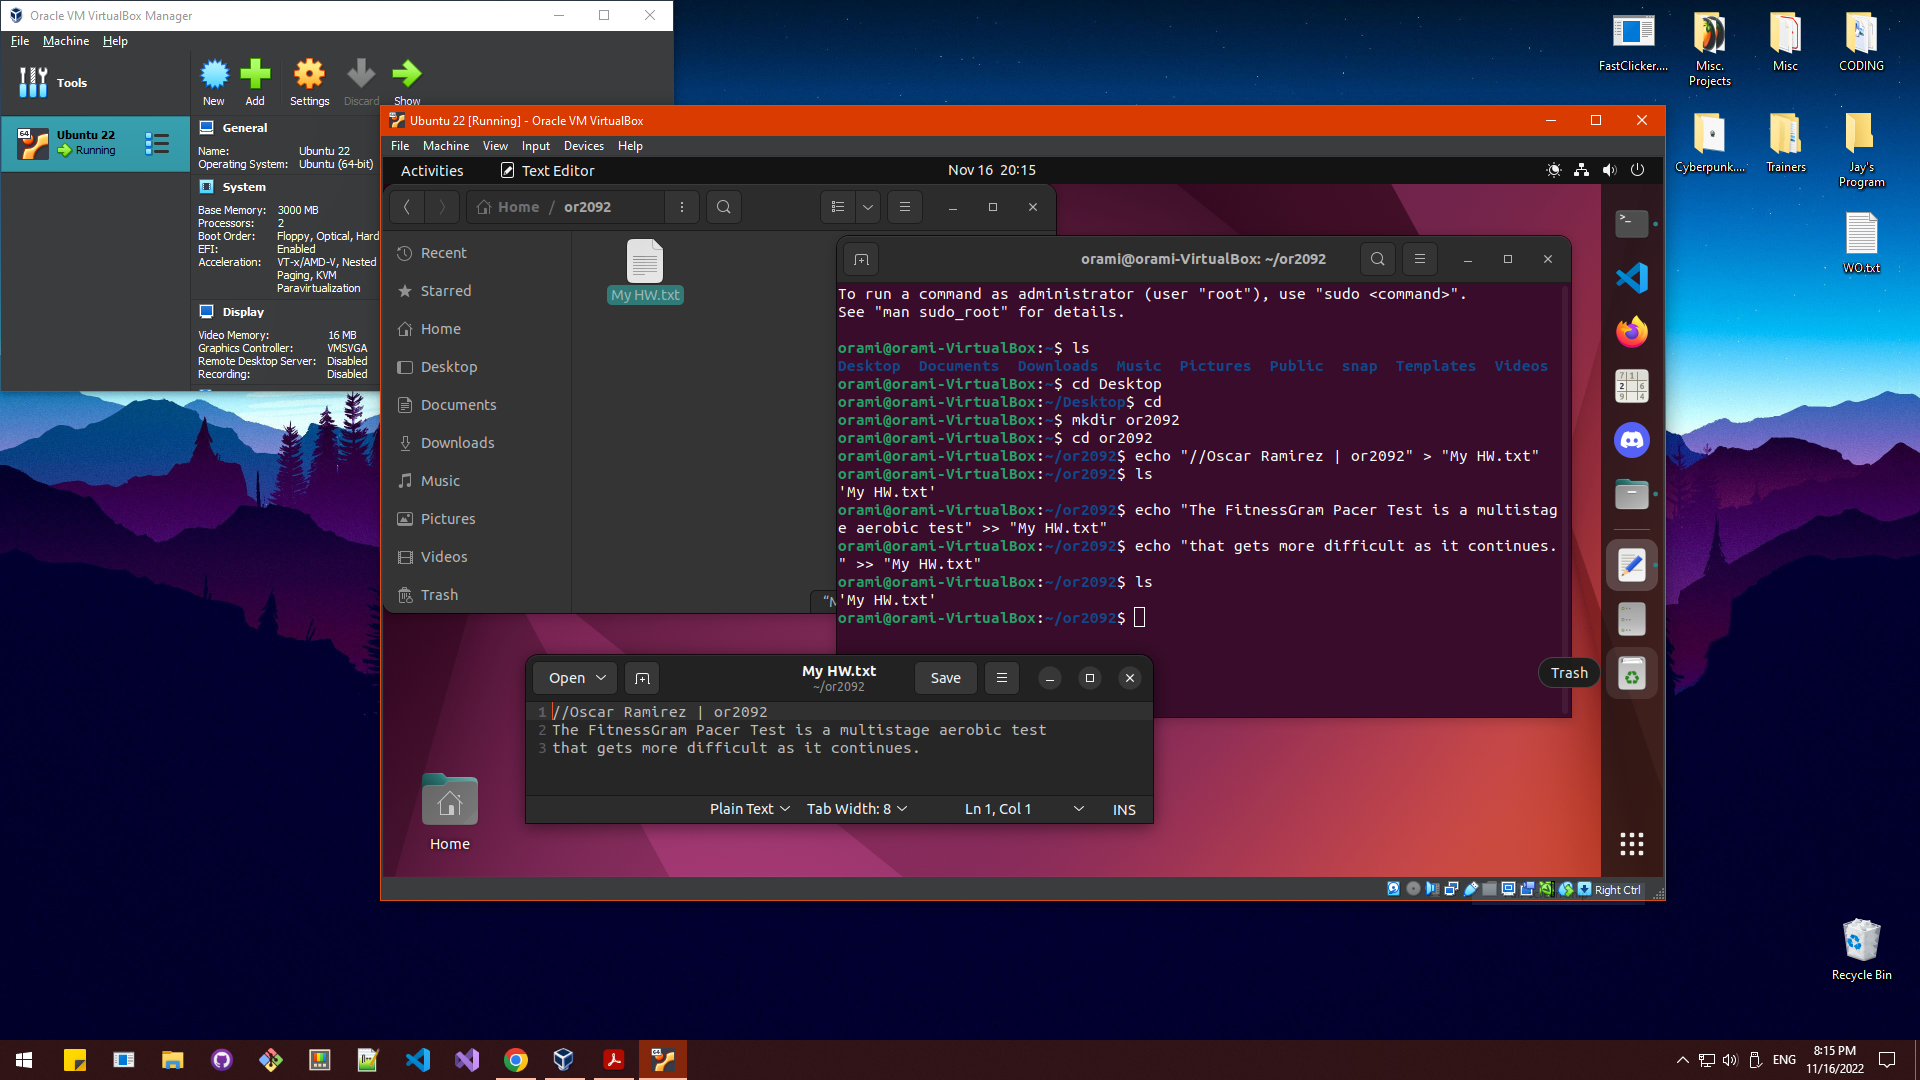 Oracle VM VirtualBox Manager
File Machine Help
Tools
New Add Settings Discard Show
64
Ubuntu 22
Running
General
Name: Ubuntu 22
Operating System: Ubuntu (64-bit)
System
Base Memory: 3000 MB
Processors: 2
Boot Order: Floppy, Optical, Hard
EFI: Enabled
Acceleration: VT-x/AMD-V, Nested
Paging, KVM
Paravirtualization
Display
Video Memory: 16 MB
Graphics Controller: VMSVGA
Remote Desktop Server: Disabled
Recording: Disabled
Ubuntu 22 [Running] - Oracle VM VirtualBox
File Machine View Input Devices Help
Activities Text Editor Nov 16 20:15
Home / or2092
Recent
Starred
Home
Desktop
Documents
Downloads
Music
Pictures
Videos
Trash
My HW.txt
orami@orami-VirtualBox: ~/or2092
To run a command as administrator (user "root"), use "sudo <command>".
See "man sudo_root" for details.
orami@orami-VirtualBox:~$ ls
Desktop Documents Downloads Music Pictures Public snap Templates Videos
orami@orami-VirtualBox:~$ cd Desktop
orami@orami-VirtualBox:~/Desktop$ cd
orami@orami-VirtualBox:~$ mkdir or2092
orami@orami-VirtualBox:~$ cd or2092
orami@orami-VirtualBox:~/or2092$ echo "//Oscar Ramirez | or2092" > "My HW.txt"
orami@orami-VirtualBox:~/or2092$ ls
'My HW.txt'
orami@orami-VirtualBox:~/or2092$ echo "The FitnessGram Pacer Test is a multistag
e aerobic test" >> "My HW.txt"
orami@orami-VirtualBox:~/or2092$ echo "that gets more difficult as it continues.
" >> "My HW.txt"
orami@orami-VirtualBox:~/or2092$ ls
'My HW.txt'
orami@orami-VirtualBox:~/or2092$
Open My HW.txt Save
~/or2092
1 //Oscar Ramirez | or2092
2 The FitnessGram Pacer Test is a multistage aerobic test
3 that gets more difficult as it continues.
Plain Text Tab Width: 8 Ln 1, Col 1 INS
Home
Trash
Right Ctrl
FastClicker....
Misc.
Projects
Misc
CODING
Cyberpunk....
Trainers
Jay's
Program
WO.txt
Recycle Bin
ENG
8:15 PM
11/16/2022